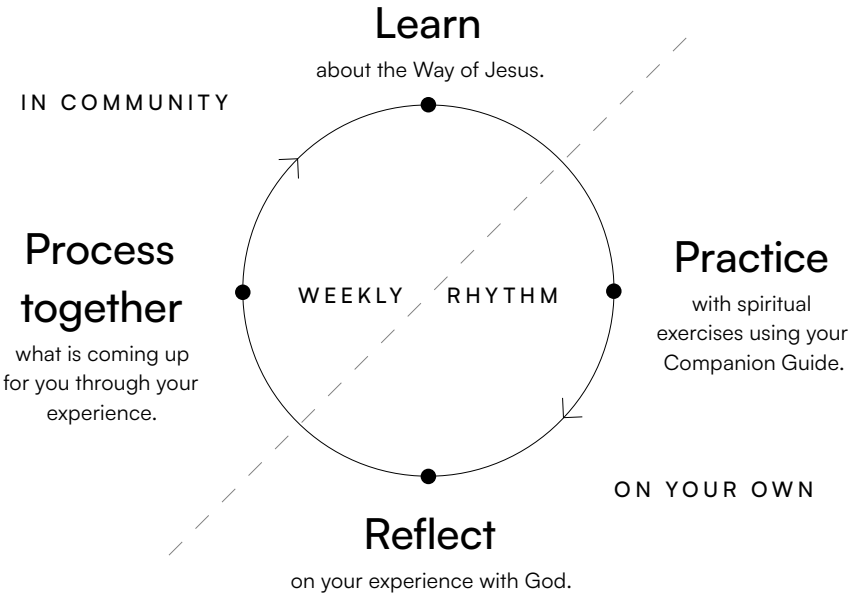 Learn
about the Way of Jesus.
IN COMMUNITY
Process
together
what is coming up
for you through your
experience.
WEEKLY RHYTHM
Practice
with spiritual
exercises using your
Companion Guide.
ON YOUR OWN
Reflect
on your experience with God.